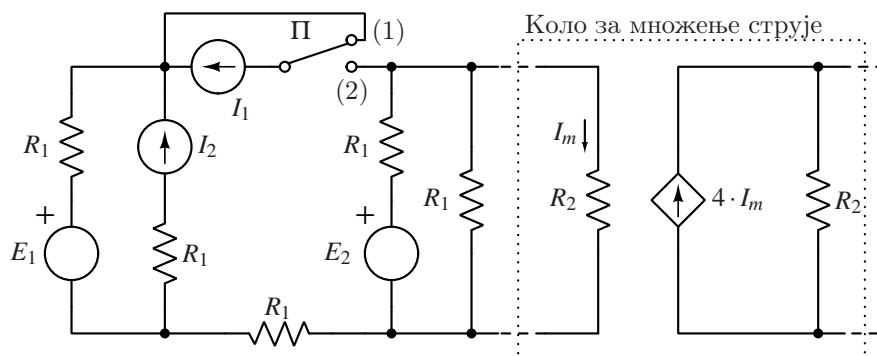 Коло за множење струје
П
(1)
(2)
I₁
I₂
R₁
E₁
+
R₁
R₁
R₁
E₂
+
R₁
Iₘ
R₂
4 · Iₘ
R₂